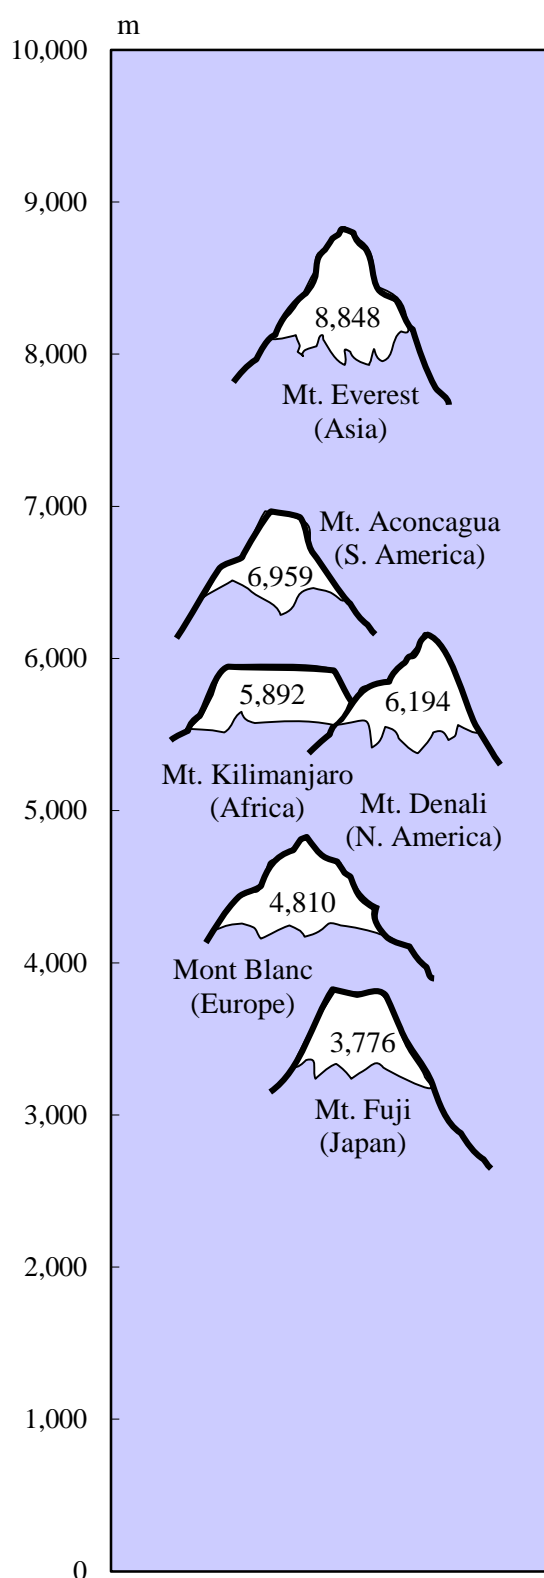 m
10,000
9,000
8,848
8,000
Mt. Everest
(Asia)
7,000
Mt. Aconcagua
(S. America)
6,959
6,000
5,892
6,194
Mt. Kilimanjaro
(Africa)
Mt. Denali
(N. America)
5,000
4,810
4,000
Mont Blanc
(Europe)
3,776
3,000
Mt. Fuji
(Japan)
2,000
1,000
0